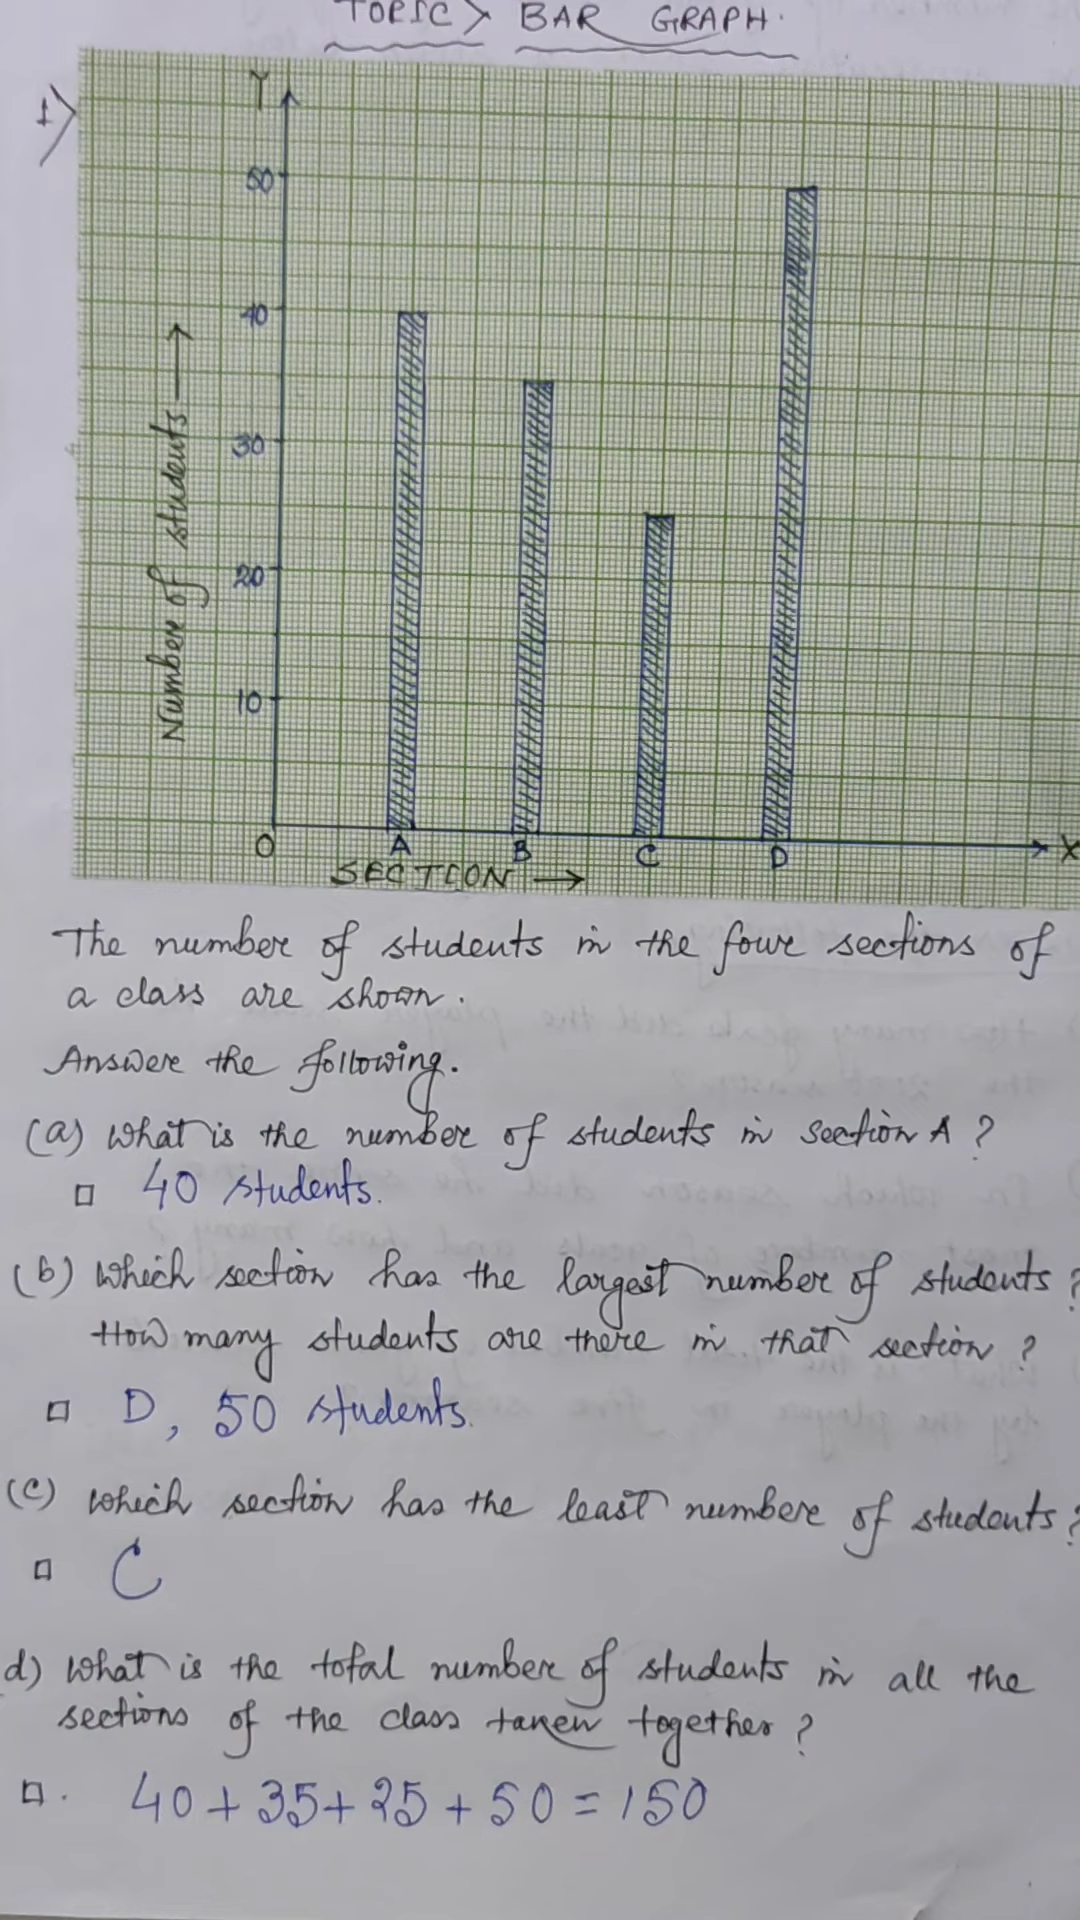 TOPIC > BAR GRAPH.
1)
Y
50
40
30
20
10
Number of students →
O
A B C D
X
SECTION →
The number of students in the four sections of
a class are shown.
Answer the following.
(a) What is the number of students in section A ?
□ 40 students.
(b) Which section has the largest number of students ?
How many students are there in that section ?
□ D, 50 students.
(c) Which section has the least number of students ?
□ C
d) What is the total number of students in all the
sections of the class taken together ?
□. 40 + 35 + 25 + 50 = 150